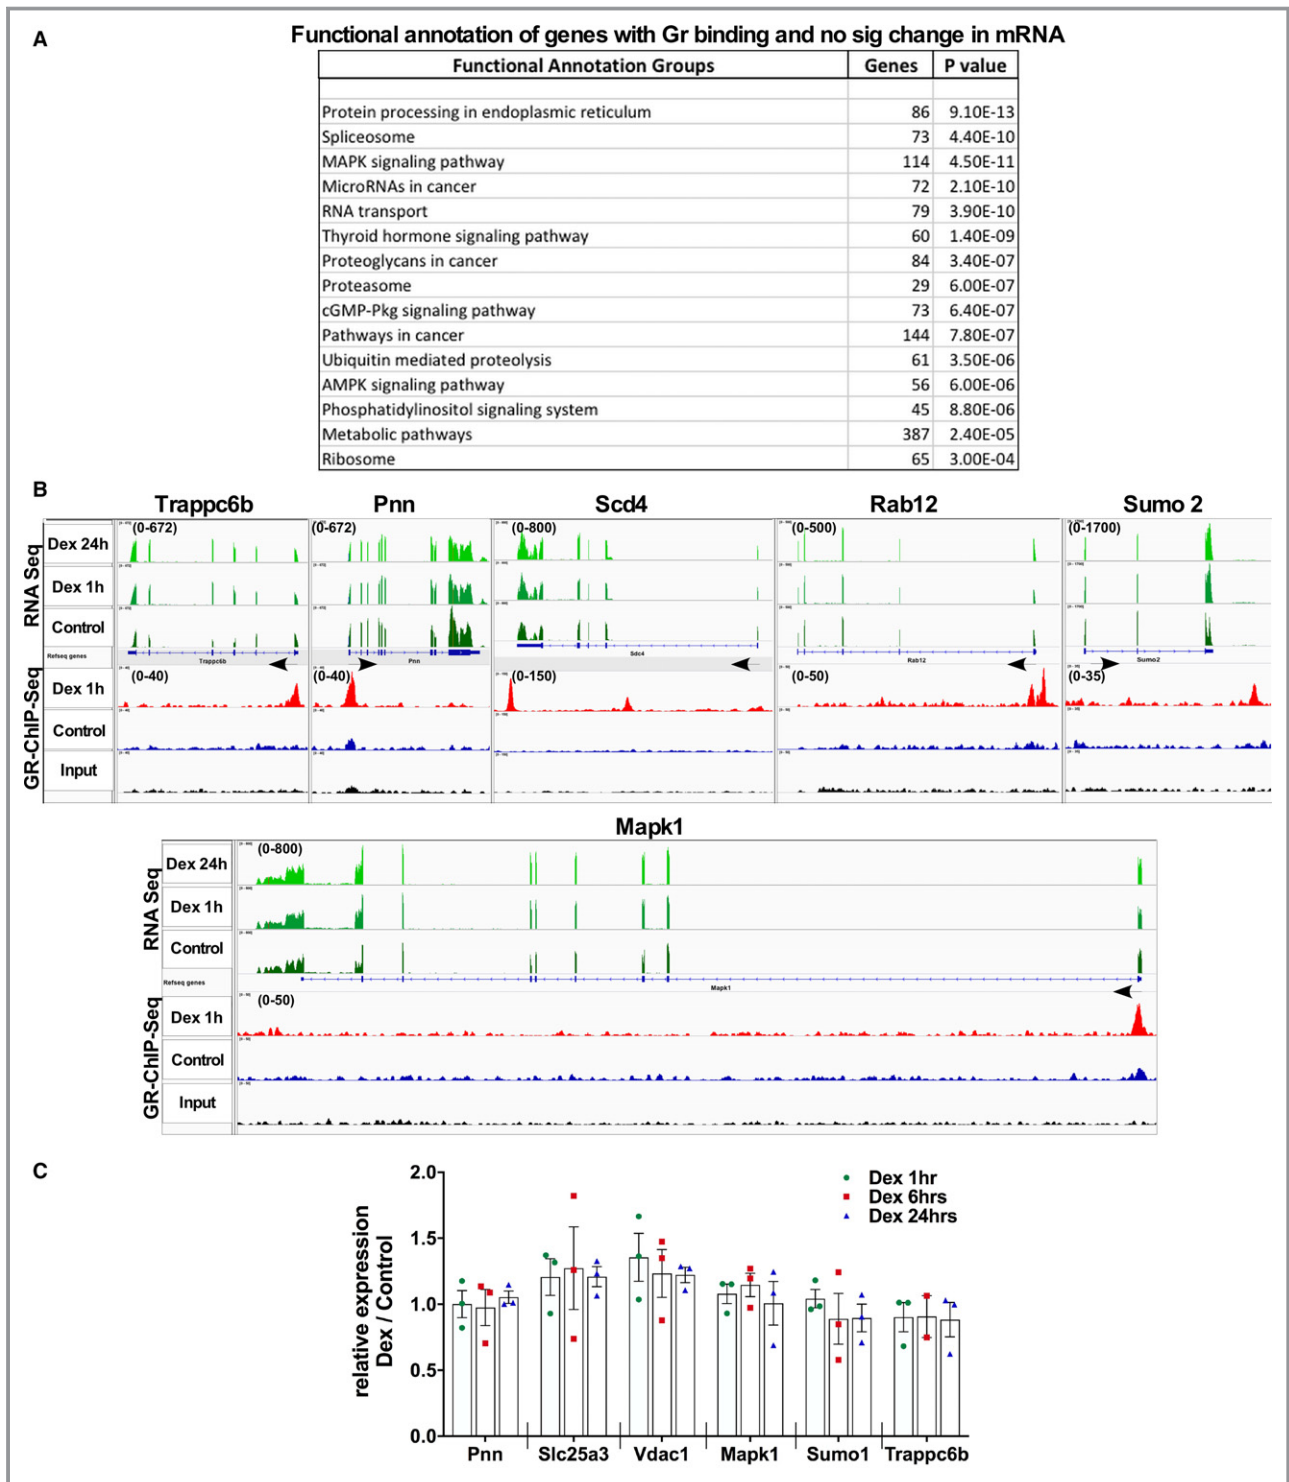 A
Functional annotation of genes with Gr binding and no sig change in mRNA
Functional Annotation Groups Genes P value
Protein processing in endoplasmic reticulum 86 9.10E-13
Spliceosome 73 4.40E-10
MAPK signaling pathway 114 4.50E-11
MicroRNAs in cancer 72 2.10E-10
RNA transport 79 3.90E-10
Thyroid hormone signaling pathway 60 1.40E-09
Proteoglycans in cancer 84 3.40E-07
Proteasome 29 6.00E-07
cGMP-Pkg signaling pathway 73 6.40E-07
Pathways in cancer 144 7.80E-07
Ubiquitin mediated proteolysis 61 3.50E-06
AMPK signaling pathway 56 6.00E-06
Phosphatidylinositol signaling system 45 8.80E-06
Metabolic pathways 387 2.40E-05
Ribosome 65 3.00E-04
B
Trappc6b Pnn Scd4 Rab12 Sumo 2
RNA Seq
Dex 24h (0-672) (0-672) (0-800) (0-500) (0-1700)
Dex 1h
Control
Refseq genes Trappc6b Pnn Sdc4 Rab12 Sumo2
GR-ChIP-Seq
Dex 1h (0-40) (0-40) (0-150) (0-50) (0-35)
Control
Input
Mapk1
RNA Seq
Dex 24h (0-800)
Dex 1h
Control
Refseq genes Mapk1
GR-ChIP-Seq
Dex 1h (0-50)
Control
Input
C
relative expression
Dex / Control
2.0
1.5
1.0
0.5
0.0
Dex 1hr
Dex 6hrs
Dex 24hrs
Pnn Slc25a3 Vdac1 Mapk1 Sumo1 Trappc6b